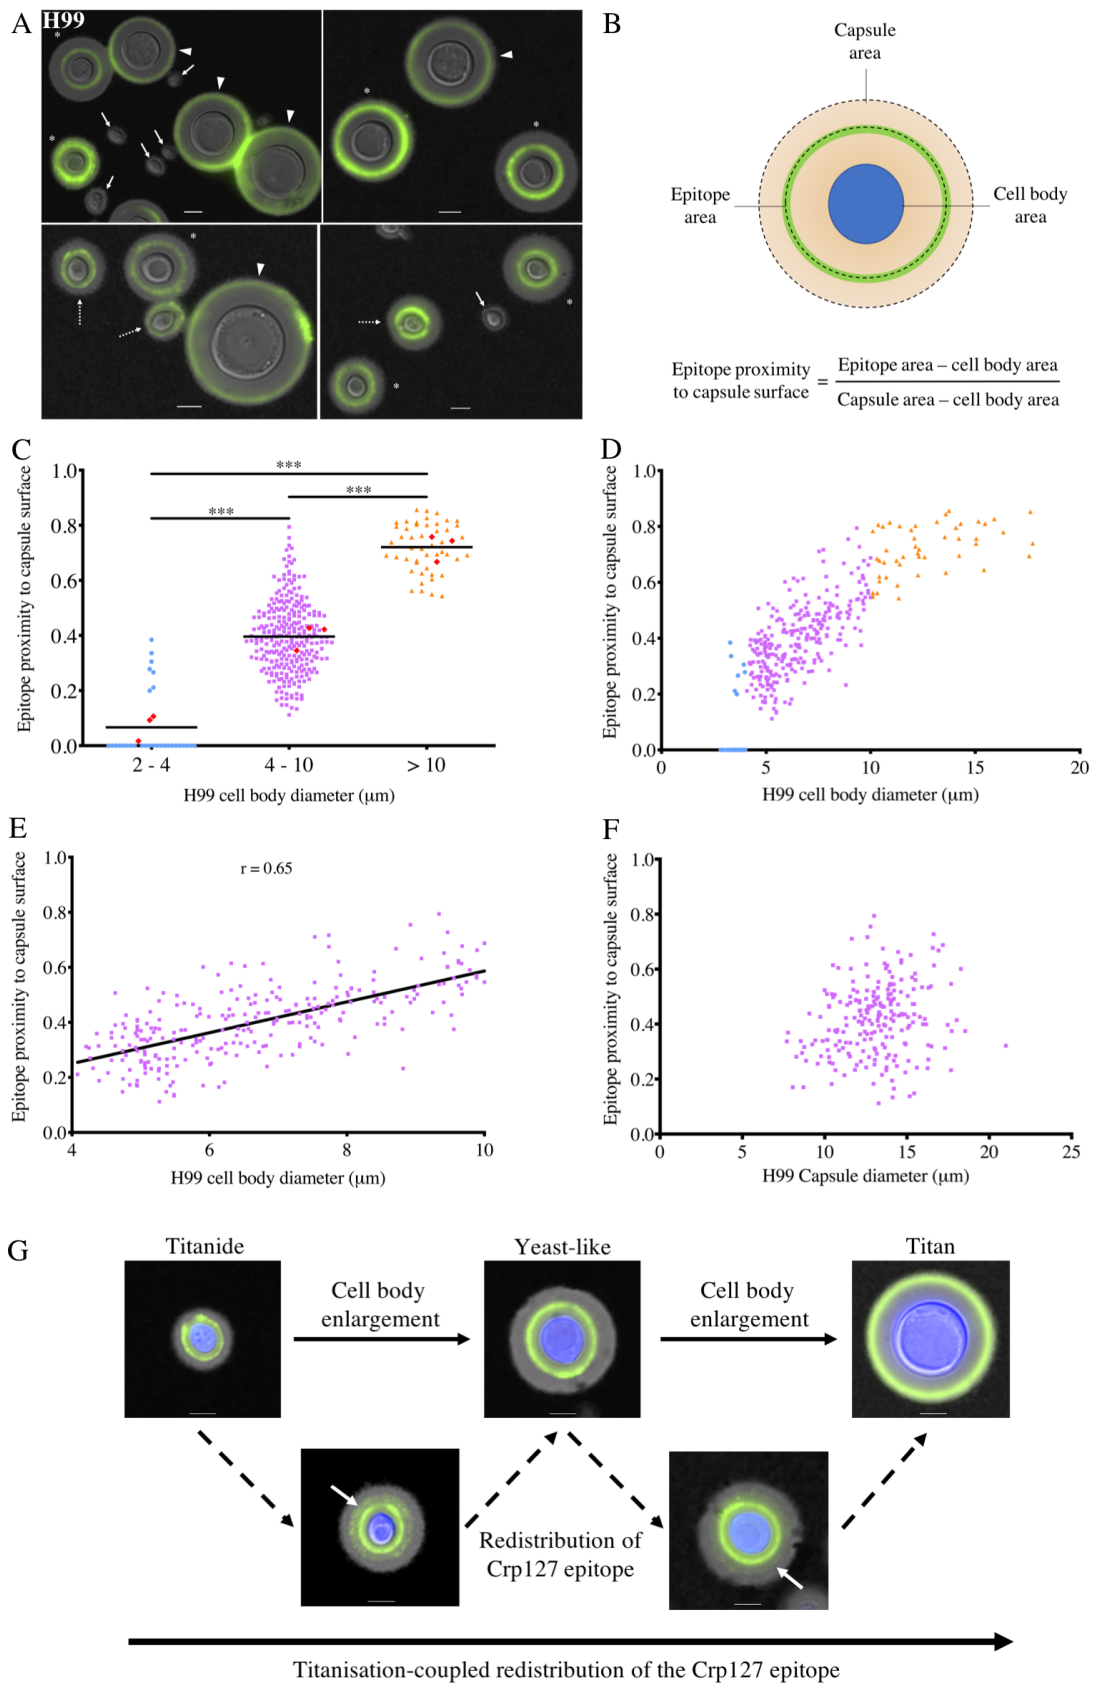 A
H99
*
*
*
*
*
*
*
B
Capsule
area
Epitope
area
Cell body
area
Epitope proximity
to capsule surface
=
Epitope area – cell body area
Capsule area – cell body area
C
Epitope proximity to capsule surface
1.0
0.8
0.6
0.4
0.2
0.0
***
***
***
2 - 4
4 - 10
> 10
H99 cell body diameter (μm)
D
Epitope proximity to capsule surface
1.0
0.8
0.6
0.4
0.2
0.0
0
5
10
15
20
H99 cell body diameter (μm)
E
Epitope proximity to capsule surface
1.0
0.8
0.6
0.4
0.2
0.0
r = 0.65
4
6
8
10
H99 cell body diameter (μm)
F
Epitope proximity to capsule surface
1.0
0.8
0.6
0.4
0.2
0.0
0
5
10
15
20
25
H99 Capsule diameter (μm)
G
Titanide
Yeast-like
Titan
Cell body
enlargement
Cell body
enlargement
Redistribution of
Crp127 epitope
Titanisation-coupled redistribution of the Crp127 epitope